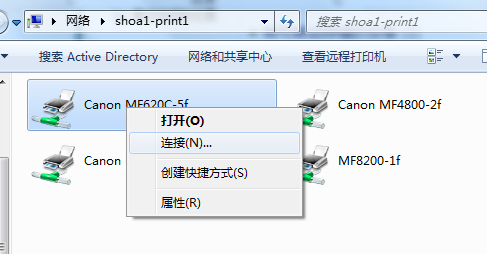 网络 ▸ shoa1-print1
搜索 shoa1-print1
搜索 Active Directory 网络和共享中心 查看远程打印机
Canon MF620C-5f
Canon MF4800-2f
打开(O)
连接(N)...
Canon
MF8200-1f
创建快捷方式(S)
属性(R)